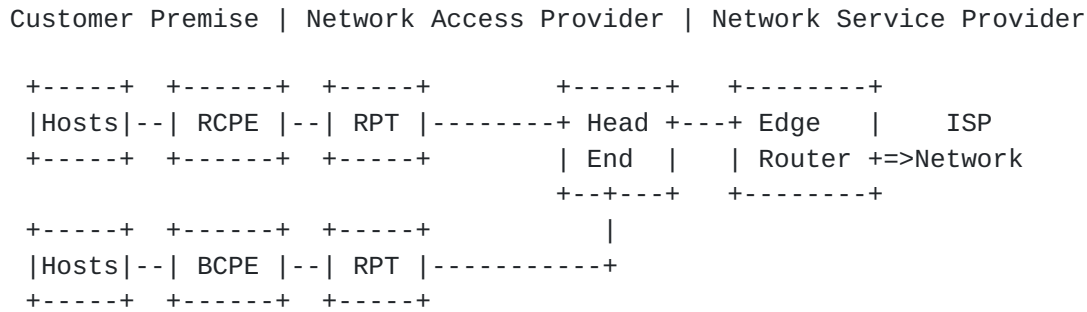 Customer Premise | Network Access Provider | Network Service Provider
+-----+  +------+  +-----+        +------+   +--------+
|Hosts|--| RCPE |--| RPT |--------+ Head +---+ Edge   |    ISP
+-----+  +------+  +-----+        | End  |   | Router +=>Network
                                  +--+---+   +--------+
+-----+  +------+  +-----+           |
|Hosts|--| BCPE |--| RPT |-----------+
+-----+  +------+  +-----+